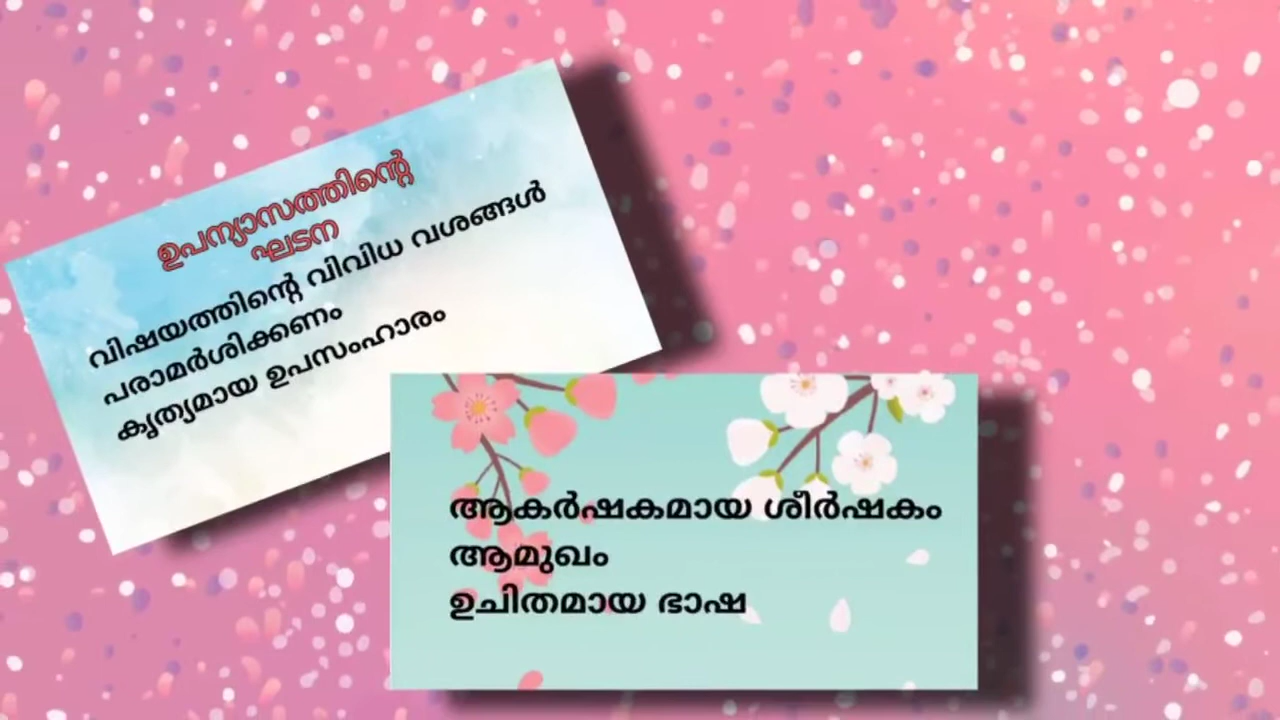 ഉപന്യാസത്തിന്റെ
ഘടന
വിഷയത്തിന്റെ വിവിധ വശങ്ങൾ
പരാമർശിക്കണം
കൃത്യമായ ഉപസംഹാരം
ആകർഷകമായ ശീർഷകം
ആമുഖം
ഉചിതമായ ഭാഷ